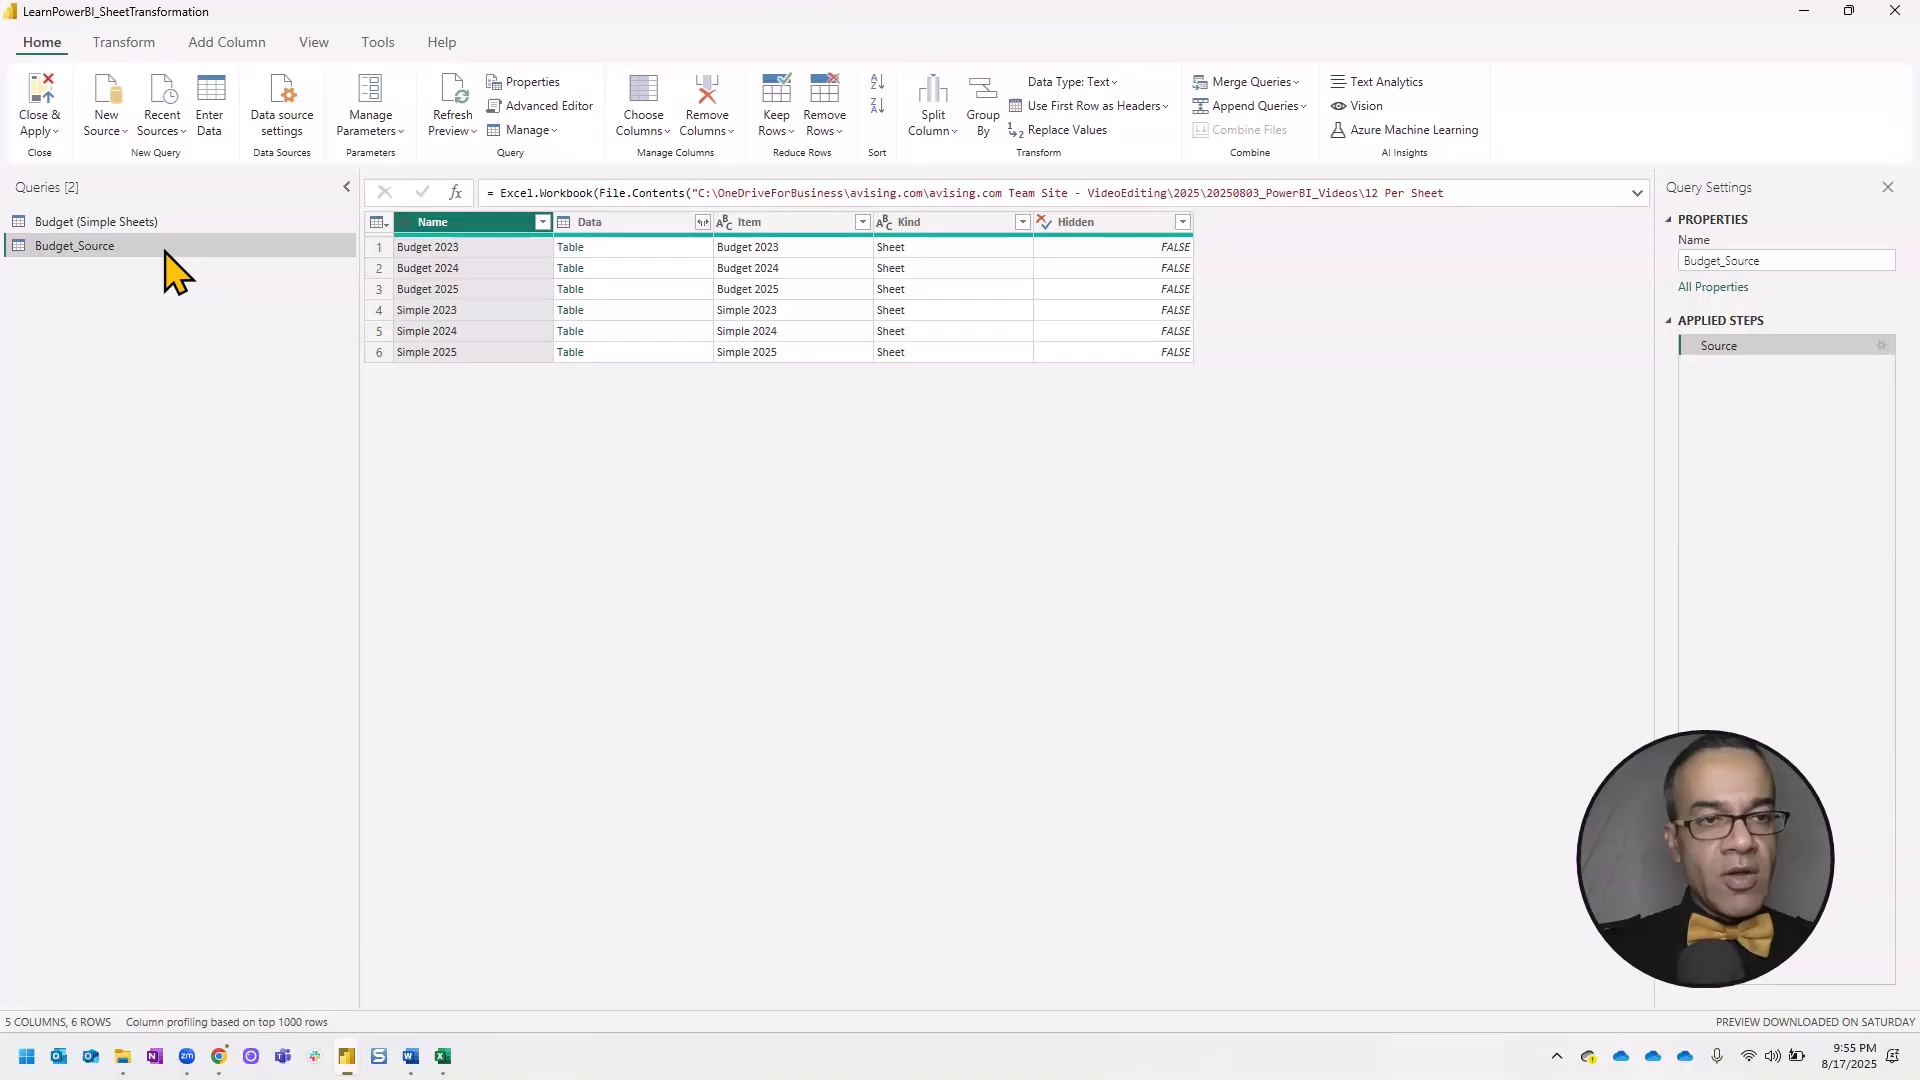 LearnPowerBI_SheetTransformation
Home Transform Add Column View Tools Help
Close & Apply
Close
New Source
Recent Sources
Enter Data
New Query
Data source settings
Data Sources
Manage Parameters
Parameters
Refresh Preview
Properties
Advanced Editor
Manage
Query
Choose Columns
Remove Columns
Manage Columns
Keep Rows
Remove Rows
Reduce Rows
Sort
Split Column
Group By
Data Type: Text
Use First Row as Headers
Replace Values
Transform
Merge Queries
Append Queries
Combine Files
Combine
Text Analytics
Vision
Azure Machine Learning
AI Insights
Queries [2]
Budget (Simple Sheets)
Budget_Source
= Excel.Workbook(File.Contents("C:\OneDriveForBusiness\avising.com\avising.com Team Site - VideoEditing\2025\20250803_PowerBI_Videos\12 Per Sheet
Name Data Item Kind Hidden
1 Budget 2023 Table Budget 2023 Sheet FALSE
2 Budget 2024 Table Budget 2024 Sheet FALSE
3 Budget 2025 Table Budget 2025 Sheet FALSE
4 Simple 2023 Table Simple 2023 Sheet FALSE
5 Simple 2024 Table Simple 2024 Sheet FALSE
6 Simple 2025 Table Simple 2025 Sheet FALSE
Query Settings
PROPERTIES
Name
Budget_Source
All Properties
APPLIED STEPS
Source
5 COLUMNS, 6 ROWS Column profiling based on top 1000 rows
PREVIEW DOWNLOADED ON SATURDAY
9:55 PM
8/17/2025